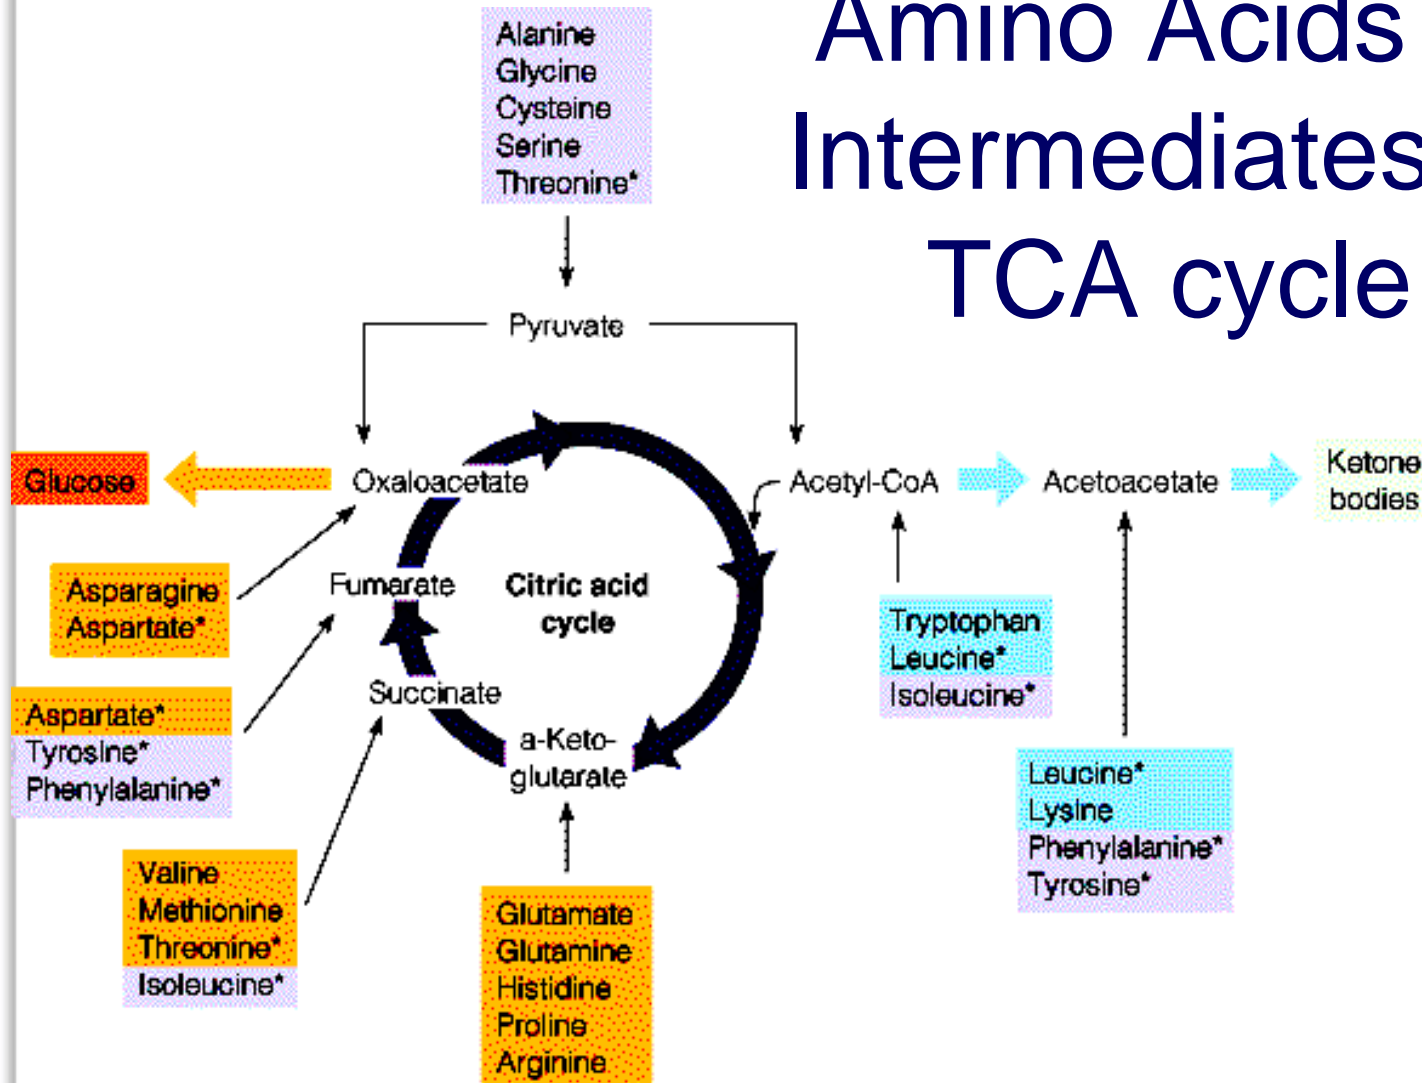 Amino Acids
Intermediates
TCA cycle
Alanine
Glycine
Cysteine
Serine
Threonine*
Pyruvate
Glucose
Oxaloacetate
Acetyl-CoA
Acetoacetate
Ketone
bodies
Asparagine
Aspartate*
Fumarate
Citric acid
cycle
Tryptophan
Leucine*
Isoleucine*
Aspartate*
Tyrosine*
Phenylalanine*
Succinate
a-Keto-
glutarate
Leucine*
Lysine
Phenylalanine*
Tyrosine*
Valine
Methionine
Threonine*
Isoleucine*
Glutamate
Glutamine
Histidine
Proline
Arginine